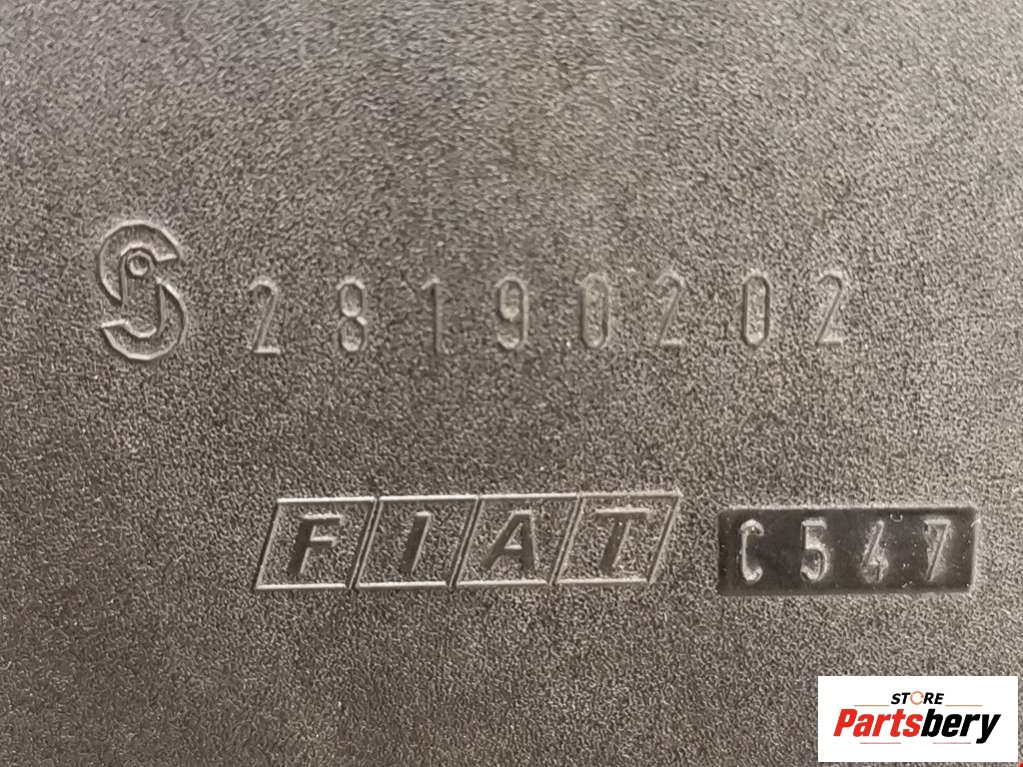 28190202
FIAT C547
STORE
Partsbery